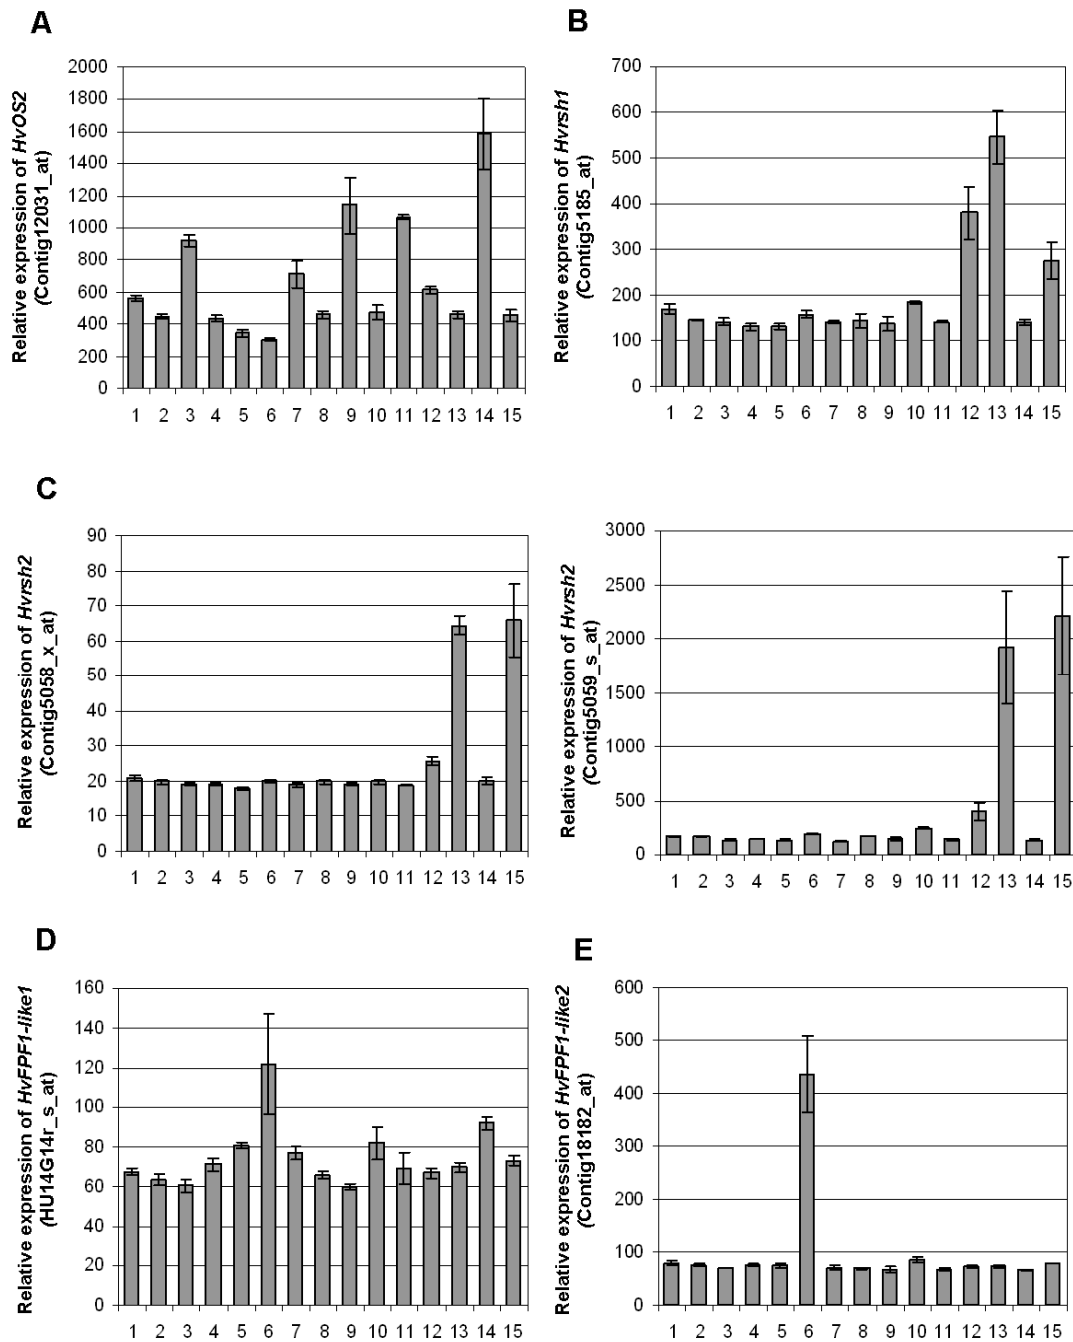 A
Relative expression of HvOS2
(Contig12031_at)
2000
1800
1600
1400
1200
1000
800
600
400
200
0
1 2 3 4 5 6 7 8 9 10 11 12 13 14 15
B
Relative expression of Hvrsh1
(Contig5185_at)
700
600
500
400
300
200
100
0
1 2 3 4 5 6 7 8 9 10 11 12 13 14 15
C
Relative expression of Hvrsh2
(Contig5058_x_at)
90
80
70
60
50
40
30
20
10
0
1 2 3 4 5 6 7 8 9 10 11 12 13 14 15
Relative expression of Hvrsh2
(Contig5059_s_at)
3000
2500
2000
1500
1000
500
0
1 2 3 4 5 6 7 8 9 10 11 12 13 14 15
D
Relative expression of HvFPF1-like1
(HU14G14r_s_at)
160
140
120
100
80
60
40
20
0
1 2 3 4 5 6 7 8 9 10 11 12 13 14 15
E
Relative expression of HvFPF1-like2
(Contig18182_at)
600
500
400
300
200
100
0
1 2 3 4 5 6 7 8 9 10 11 12 13 14 15